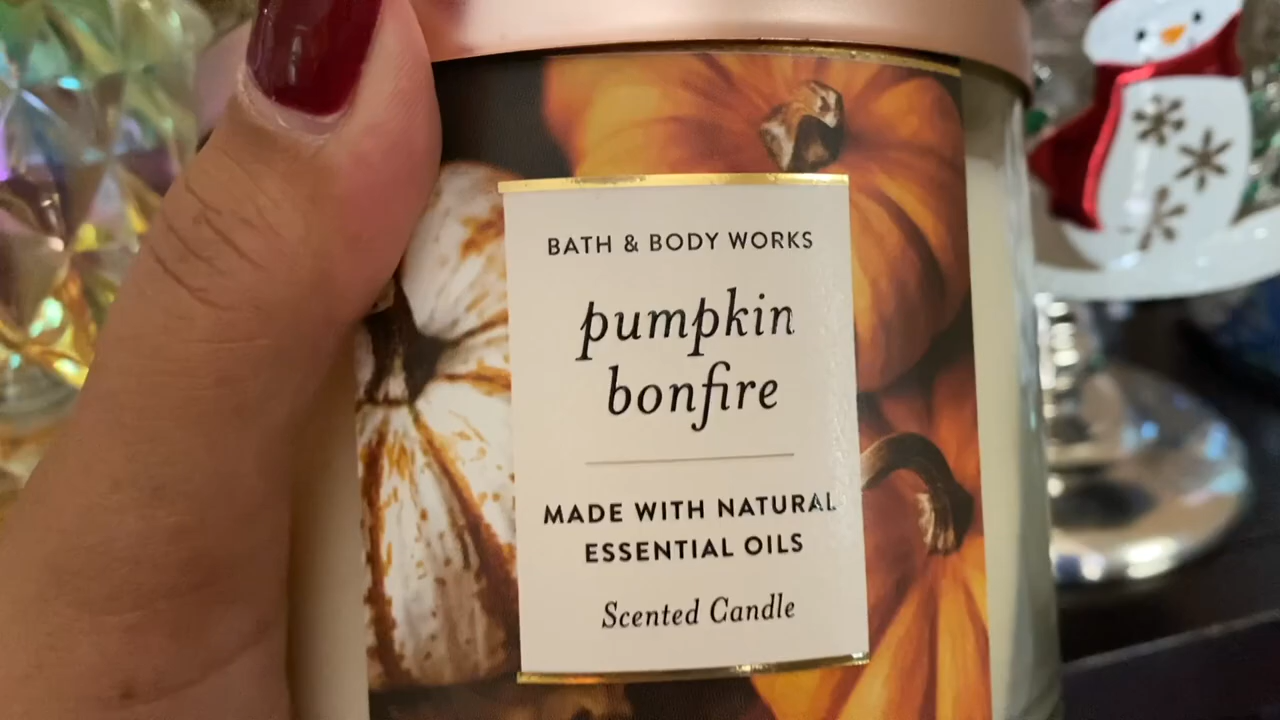 BATH & BODY WORKS
pumpkin
bonfire
MADE WITH NATURAL
ESSENTIAL OILS
Scented Candle